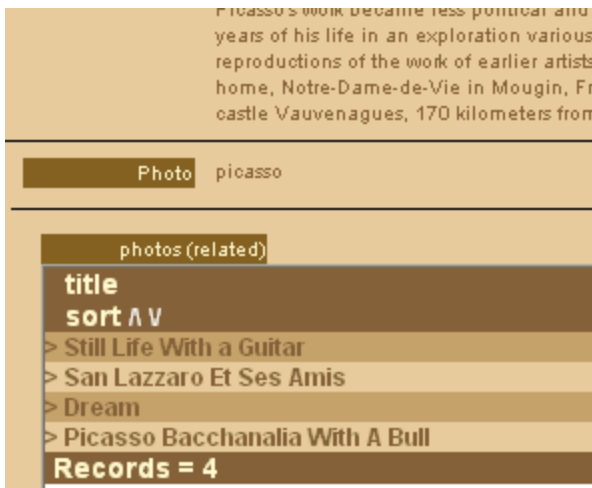 Picasso's work became less political and
years of his life in an exploration various
reproductions of the work of earlier artists
home, Notre-Dame-de-Vie in Mougin, Fr
castle Vauvenagues, 170 kilometers from
Photo picasso
photos (related)
title
sort ∧ ∨
> Still Life With a Guitar
> San Lazzaro Et Ses Amis
> Dream
> Picasso Bacchanalia With A Bull
Records = 4